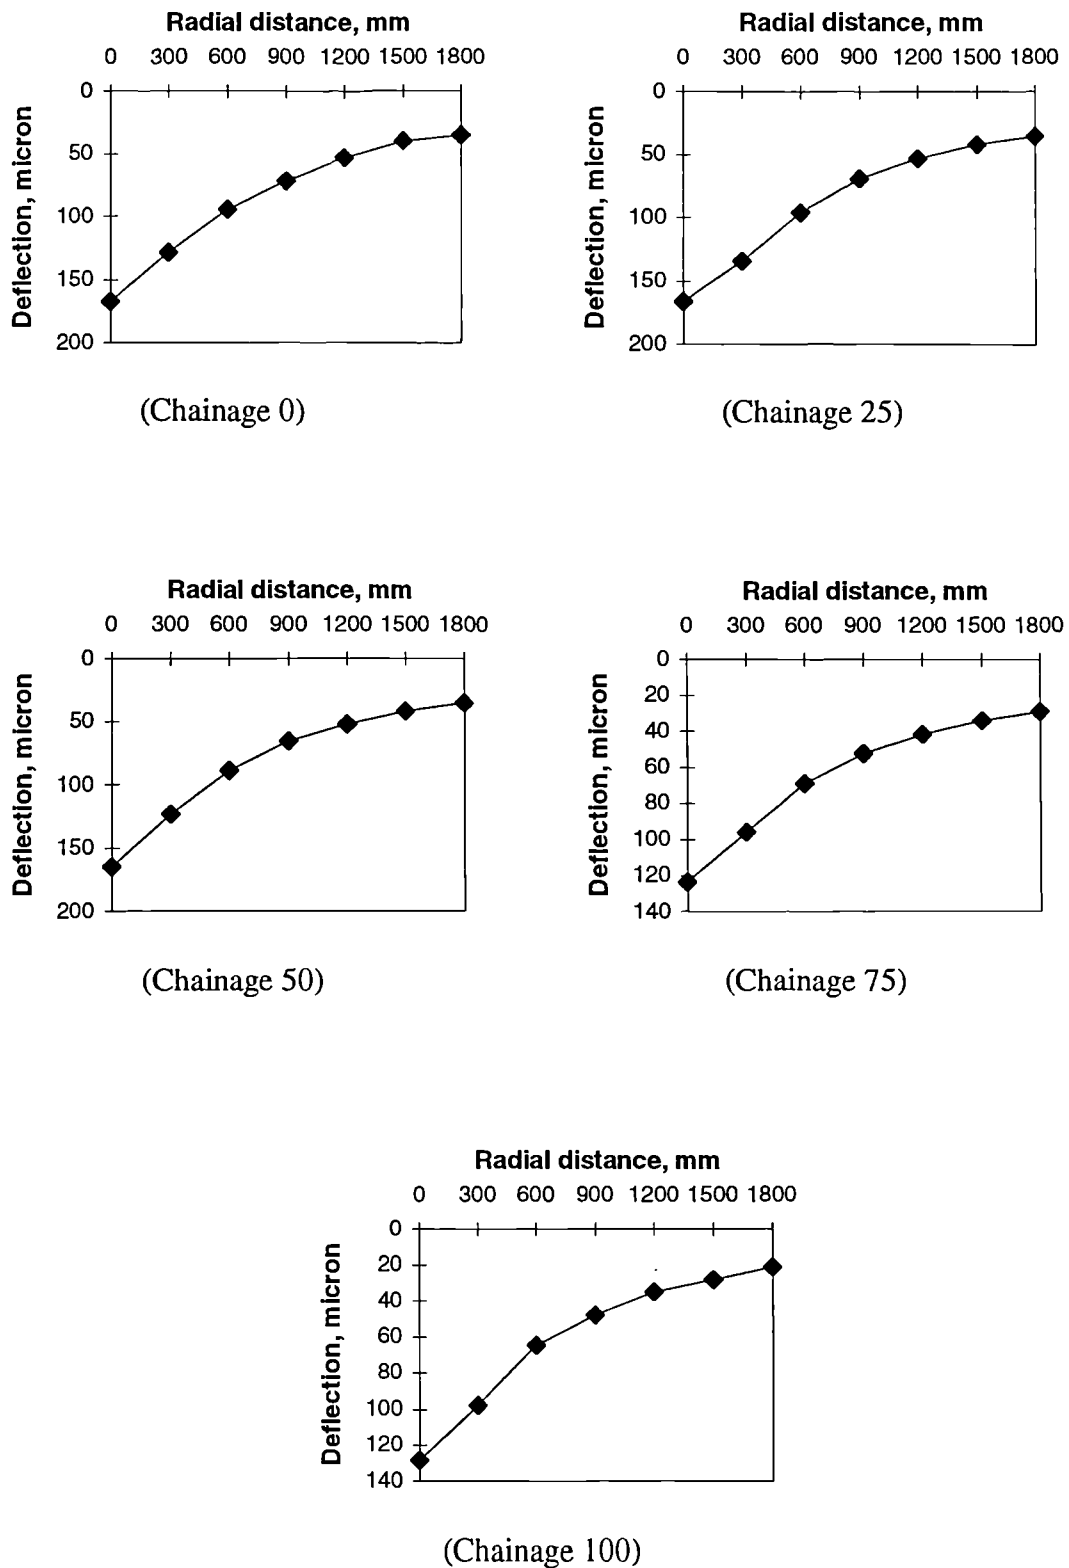 Radial distance, mm
0 300 600 900 1200 1500 1800
0
50
100
150
200
Deflection, micron
(Chainage 0)
Radial distance, mm
0 300 600 900 1200 1500 1800
0
50
100
150
200
Deflection, micron
(Chainage 25)
Radial distance, mm
0 300 600 900 1200 1500 1800
0
50
100
150
200
Deflection, micron
(Chainage 50)
Radial distance, mm
0 300 600 900 1200 1500 1800
0
20
40
60
80
100
120
140
Deflection, micron
(Chainage 75)
Radial distance, mm
0 300 600 900 1200 1500 1800
0
20
40
60
80
100
120
140
Deflection, micron
(Chainage 100)